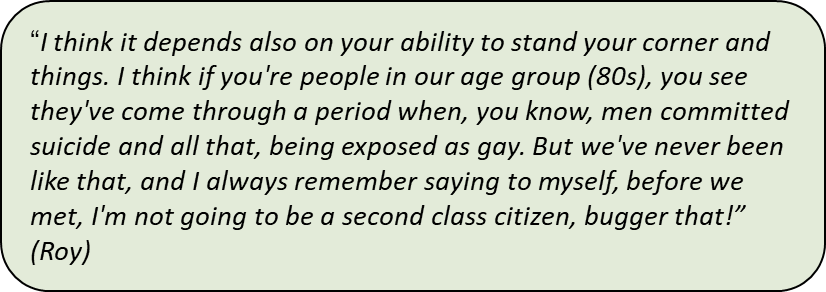 “I think it depends also on your ability to stand your corner and
things. I think if you're people in our age group (80s), you see
they've come through a period when, you know, men committed
suicide and all that, being exposed as gay. But we've never been
like that, and I always remember saying to myself, before we
met, I'm not going to be a second class citizen, bugger that!”
(Roy)